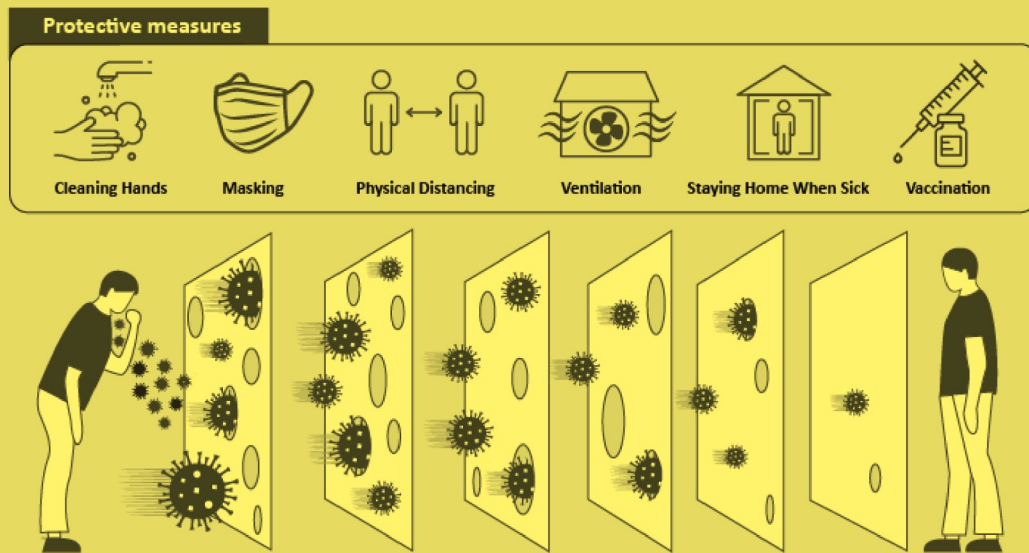 Protective measures
Cleaning Hands
Masking
Physical Distancing
Ventilation
Staying Home When Sick
Vaccination